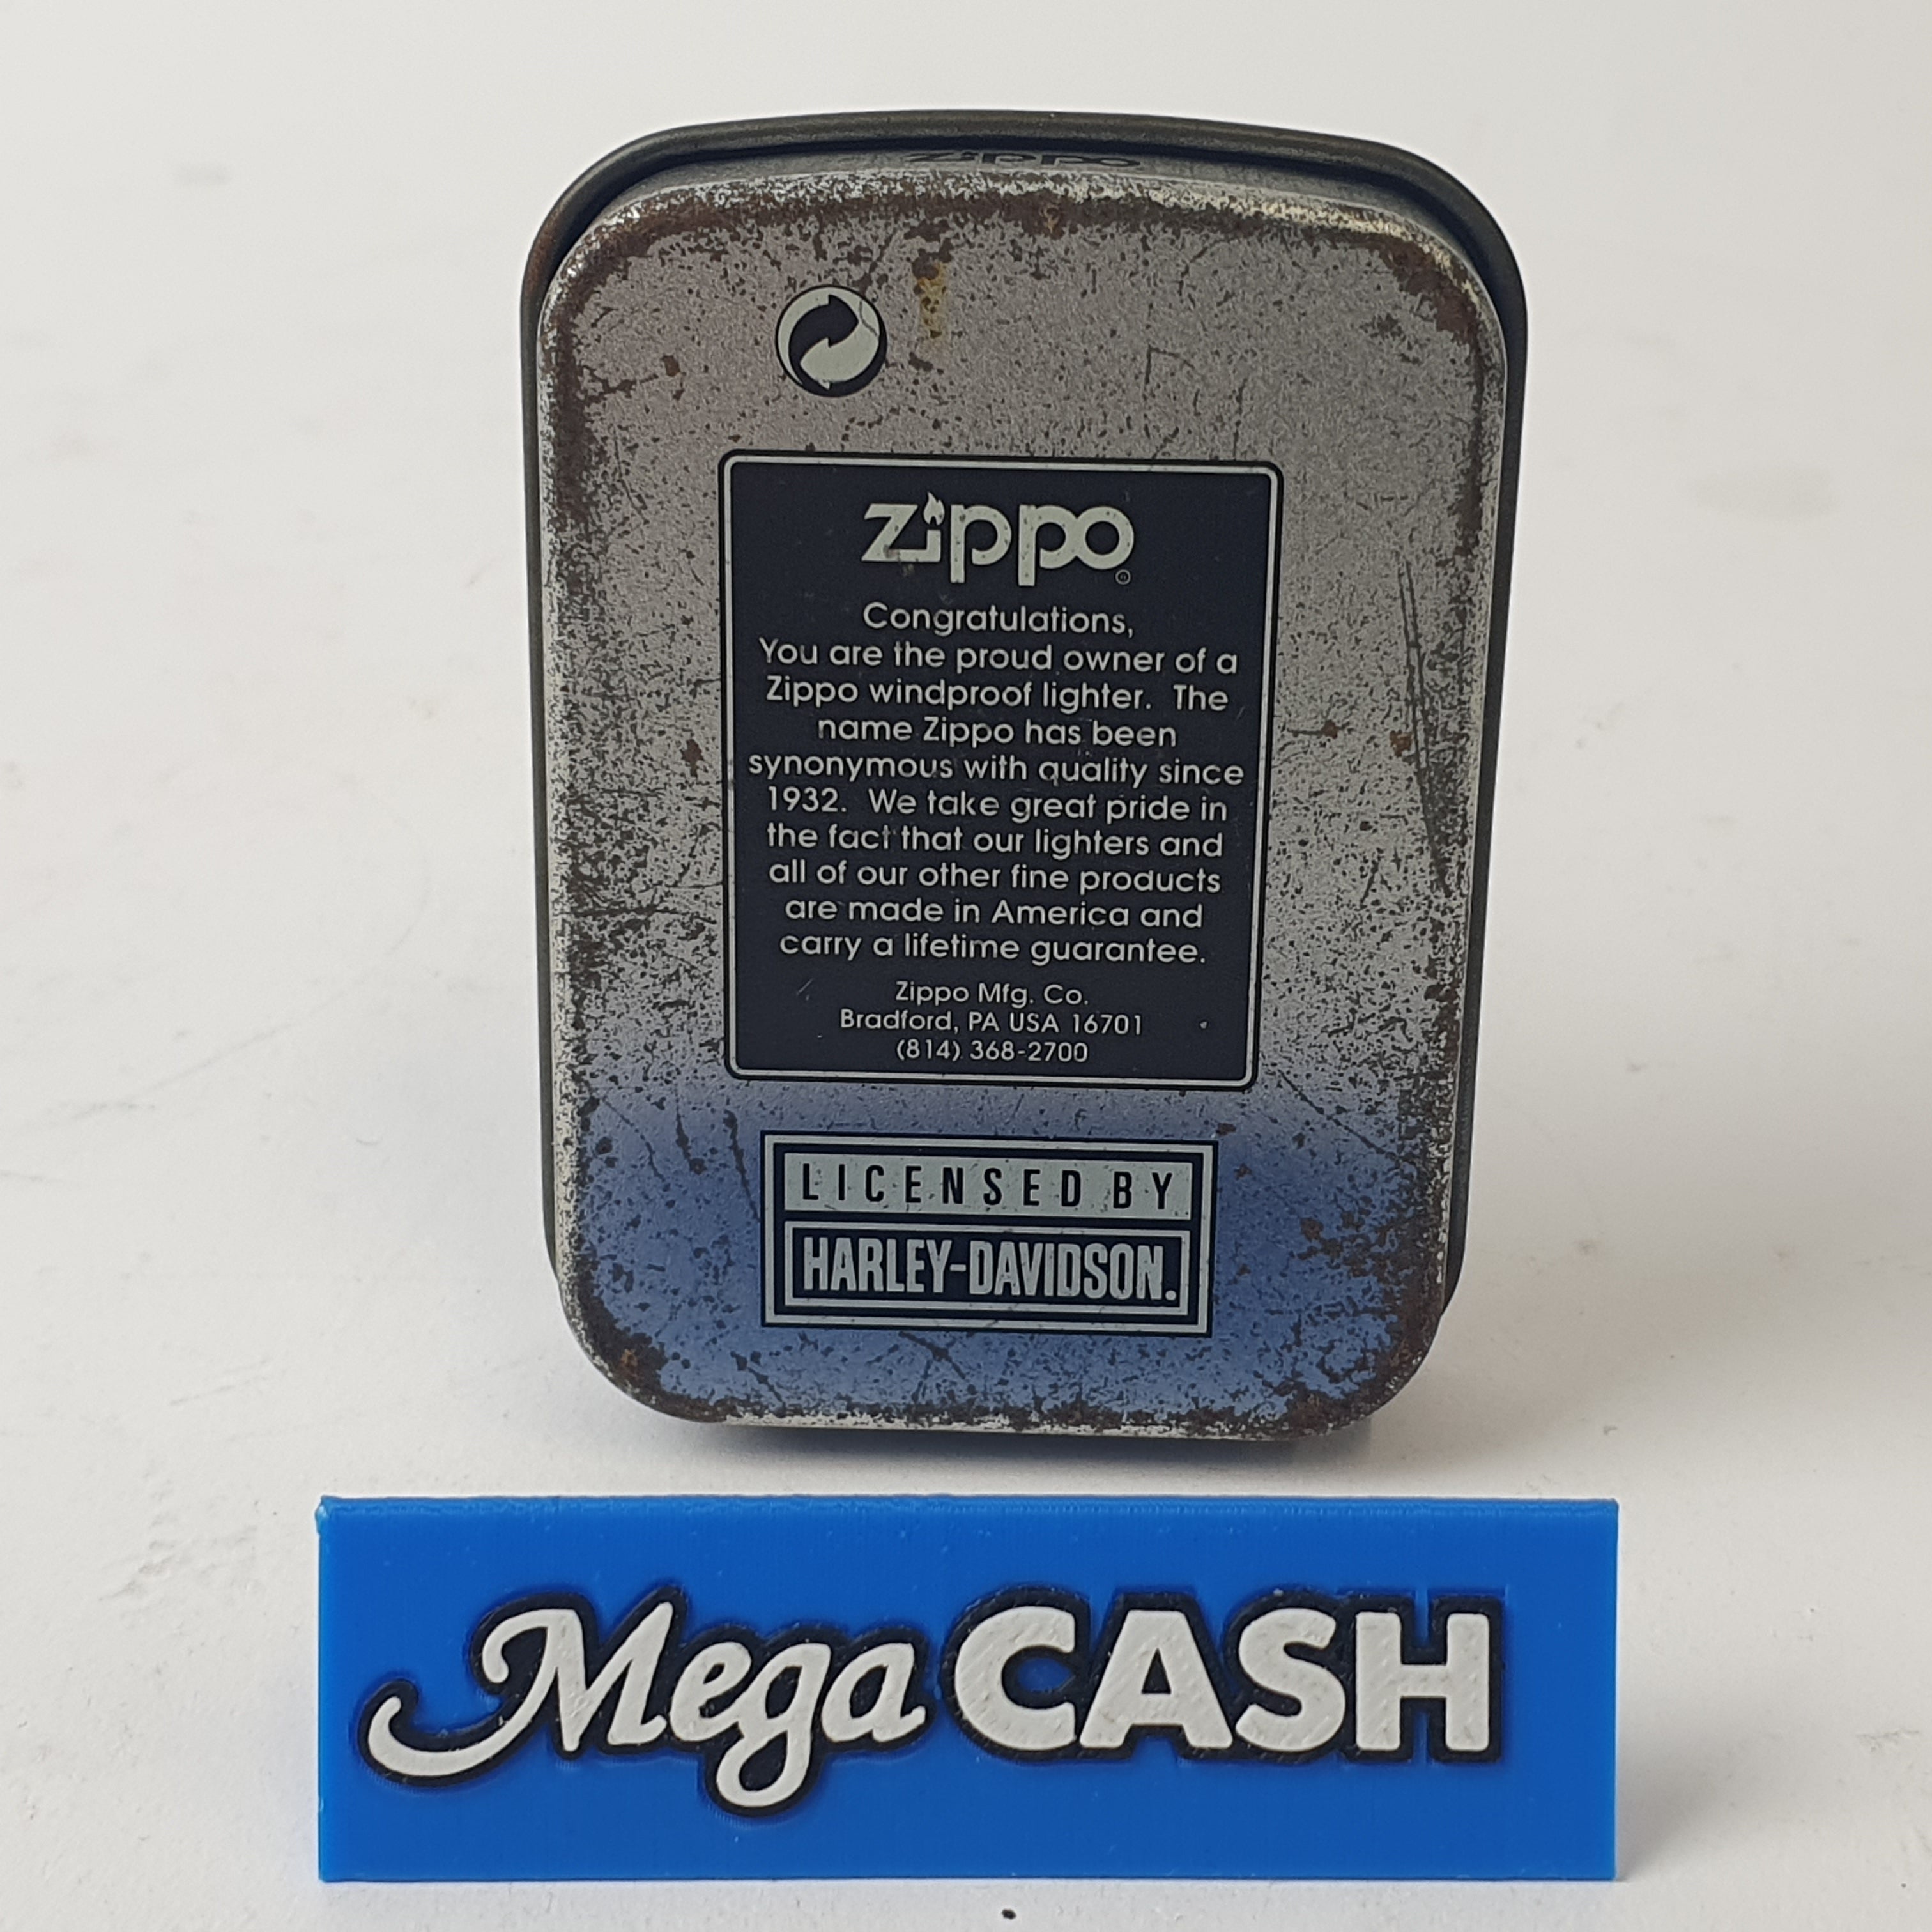 zippo
zippo
Congratulations,
You are the proud owner of a
Zippo windproof lighter. The
name Zippo has been
synonymous with quality since
1932. We take great pride in
the fact that our lighters and
all of our other fine products
are made in America and
carry a lifetime guarantee.
Zippo Mfg. Co.
Bradford, PA USA 16701
(814) 368-2700
LICENSED BY
HARLEY-DAVIDSON.
Mega CASH